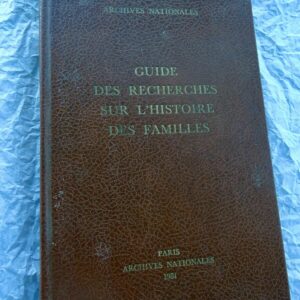 ARCHIVES NATIONALES
GUIDE
DES RECHERCHES
SUR L'HISTOIRE
DES FAMILLES
PARIS
ARCHIVES NATIONALES
1981